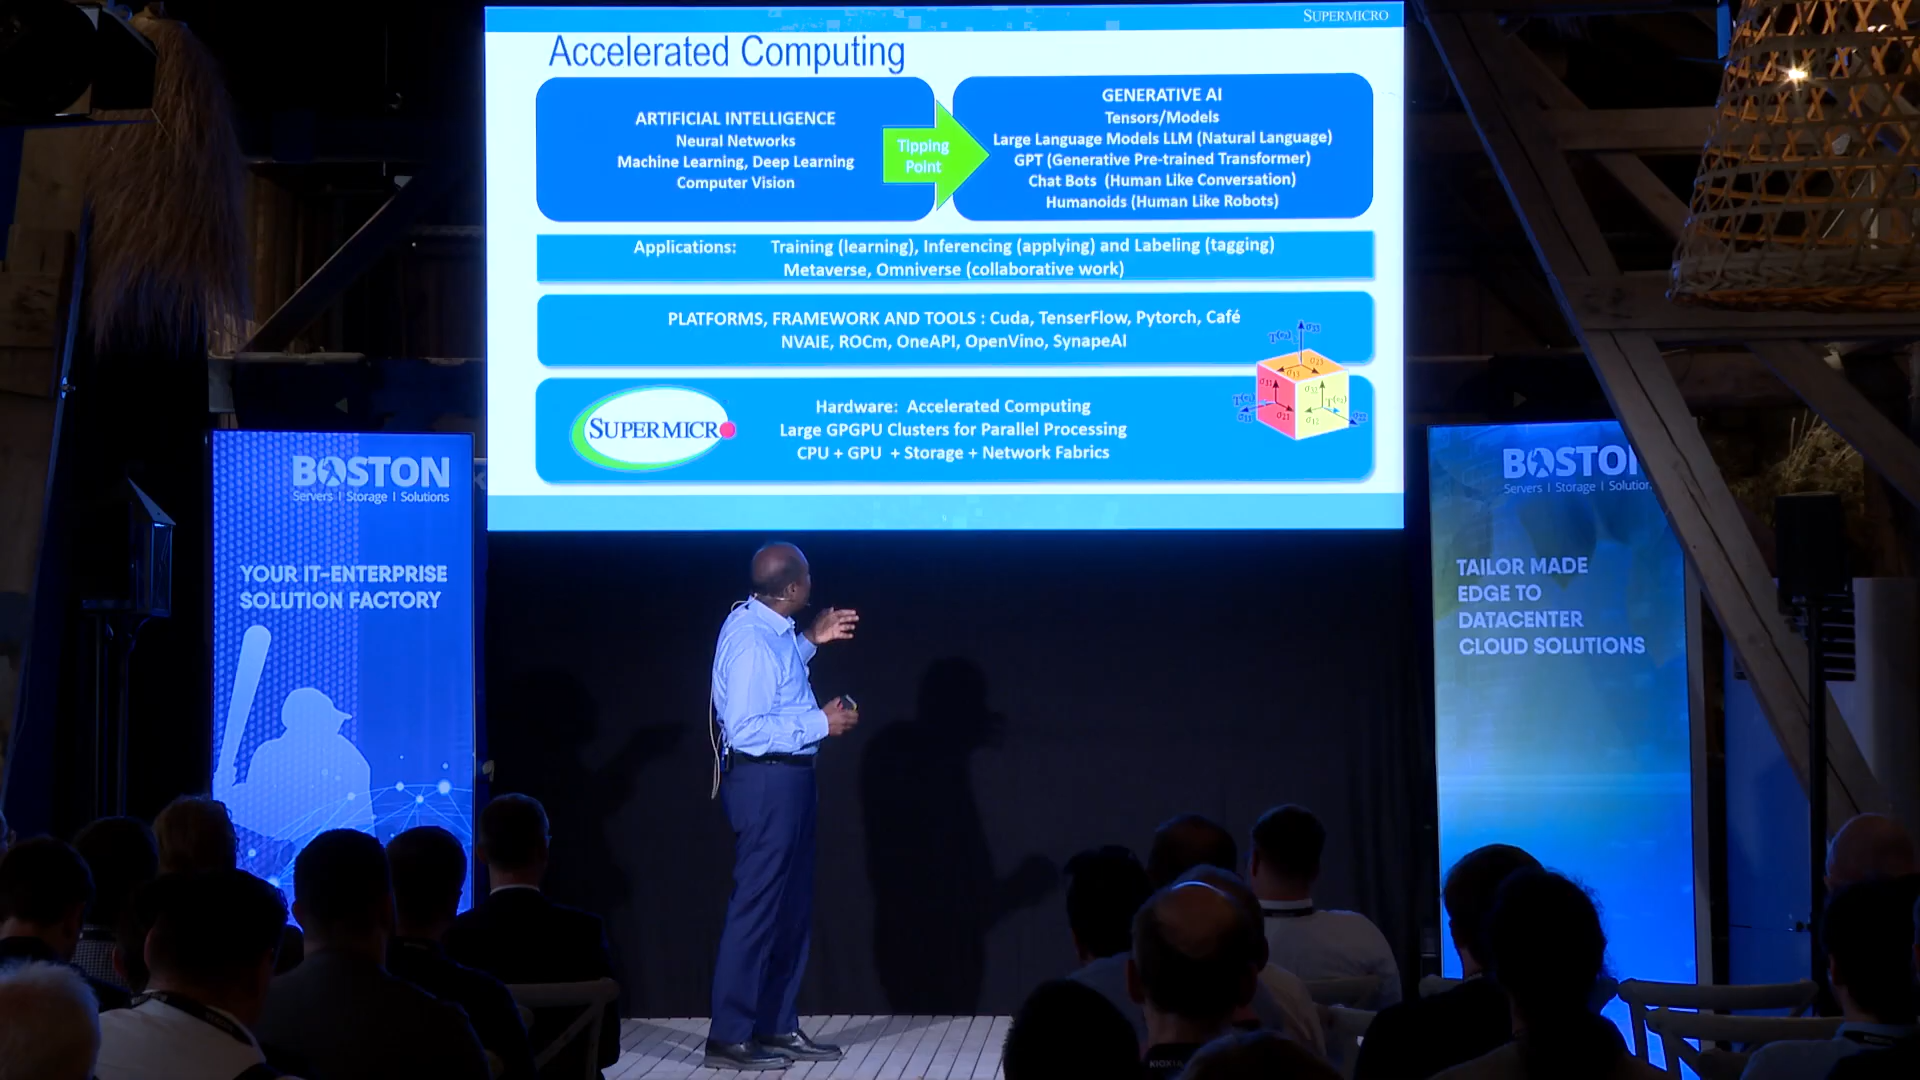 SUPERMICRO
Accelerated Computing
ARTIFICIAL INTELLIGENCE
Neural Networks
Machine Learning, Deep Learning
Computer Vision
Tipping
Point
GENERATIVE AI
Tensors/Models
Large Language Models LLM (Natural Language)
GPT (Generative Pre-trained Transformer)
Chat Bots (Human Like Conversation)
Humanoids (Human Like Robots)
Applications: Training (learning), Inferencing (applying) and Labeling (tagging)
Metaverse, Omniverse (collaborative work)
PLATFORMS, FRAMEWORK AND TOOLS : Cuda, TenserFlow, Pytorch, Café
NVAIE, ROCm, OneAPI, OpenVino, SynapeAI
SUPERMICR
Hardware: Accelerated Computing
Large GPGPU Clusters for Parallel Processing
CPU + GPU + Storage + Network Fabrics
BOSTON
Servers | Storage | Solutions
YOUR IT-ENTERPRISE
SOLUTION FACTORY
BOSTO
Servers | Storage | Solution
TAILOR MADE
EDGE TO
DATACENTER
CLOUD SOLUTIONS